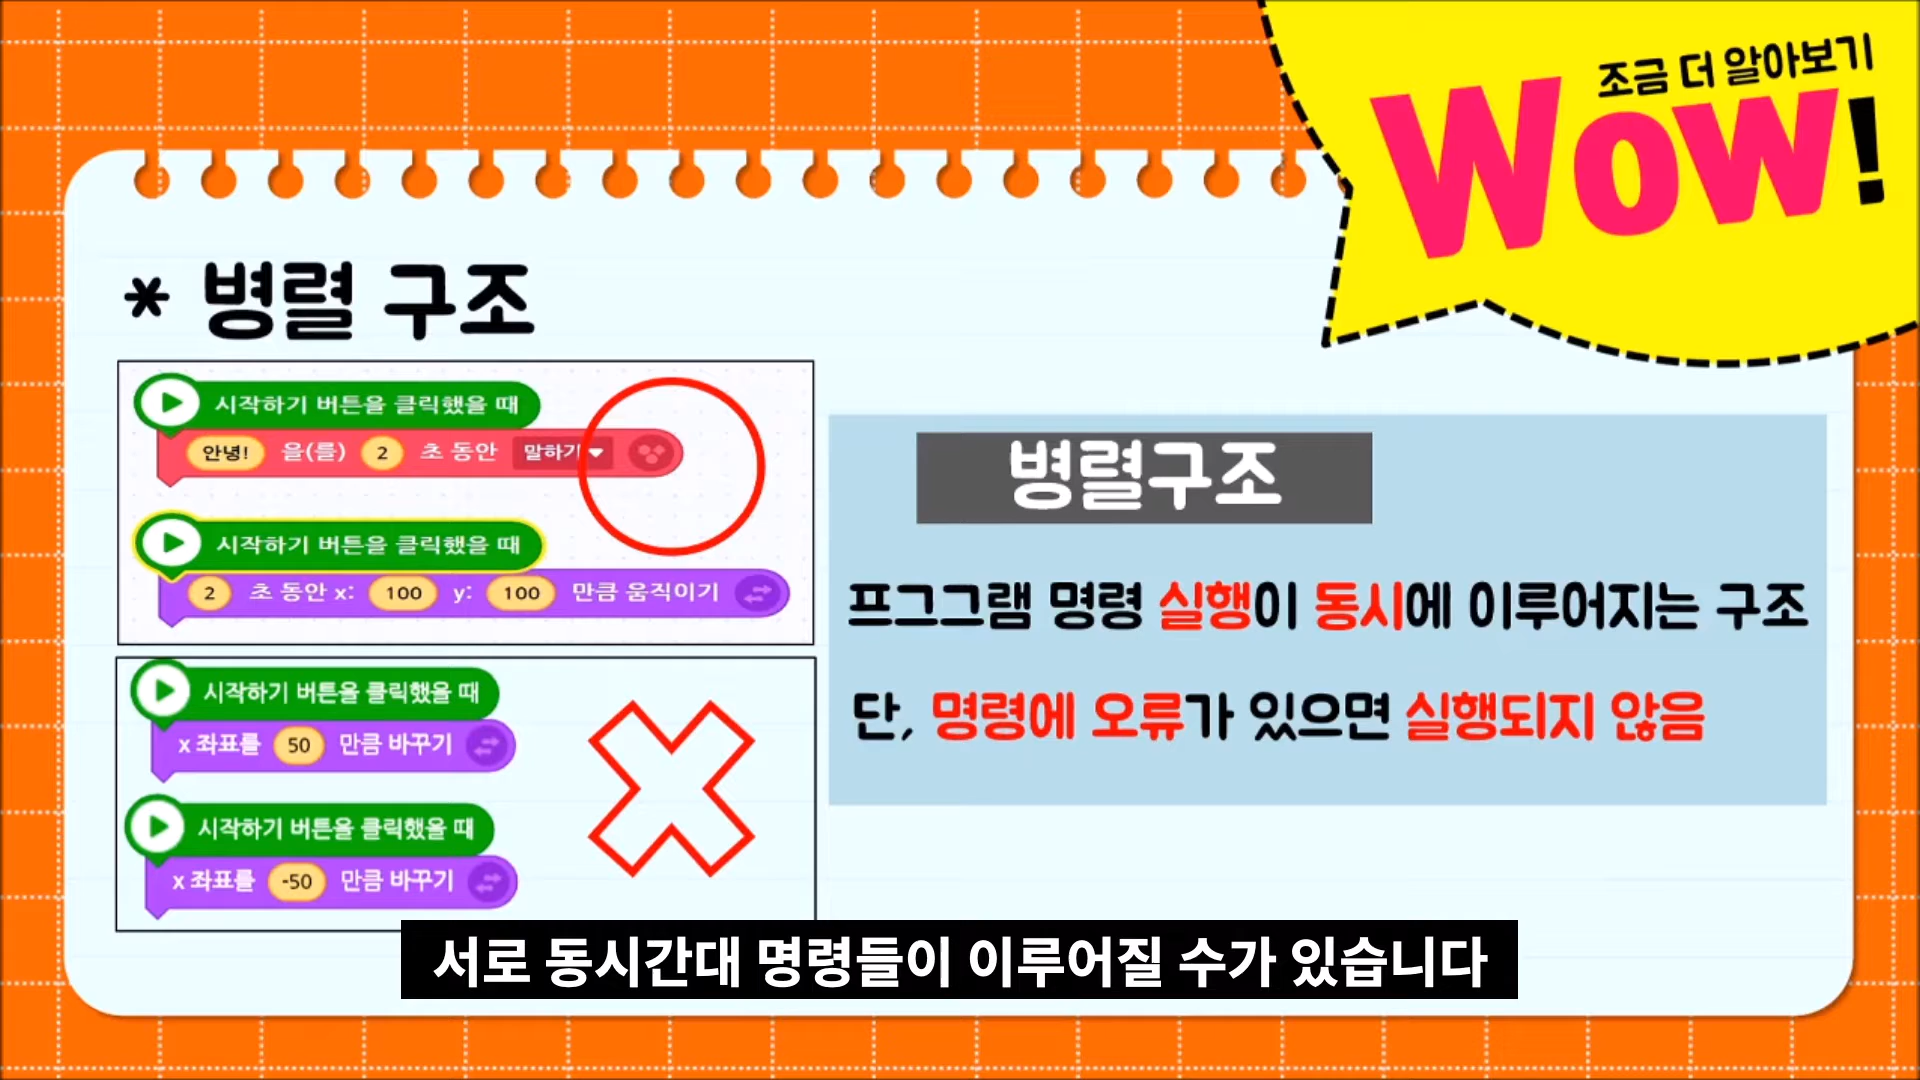 조금 더 알아보기
Wow!
* 병렬 구조
시작하기 버튼을 클릭했을 때
안녕! 을(를) 2 초 동안 말하기
시작하기 버튼을 클릭했을 때
2 초 동안 x: 100 y: 100 만큼 움직이기
시작하기 버튼을 클릭했을 때
x 좌표를 50 만큼 바꾸기
시작하기 버튼을 클릭했을 때
x 좌표를 -50 만큼 바꾸기
병렬구조
프그그램 명령 실행이 동시에 이루어지는 구조
단, 명령에 오류가 있으면 실행되지 않음
서로 동시간대 명령들이 이루어질 수가 있습니다